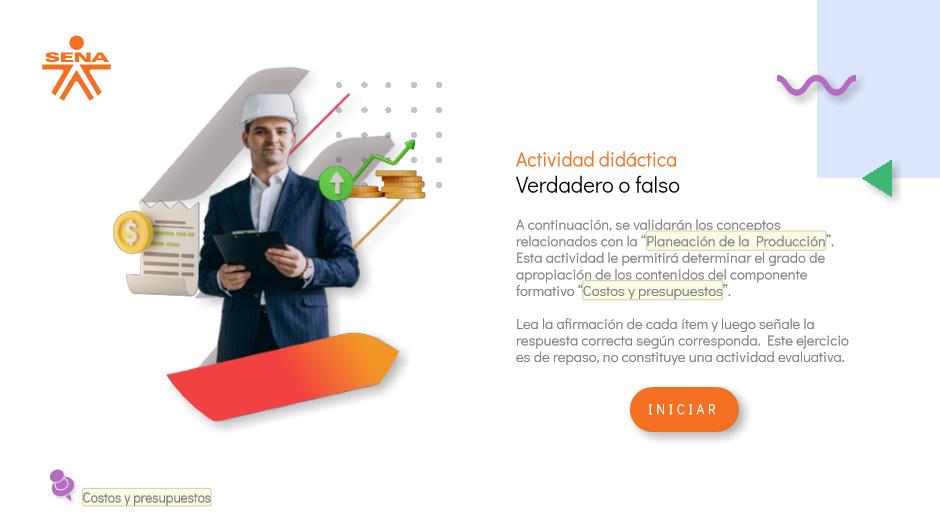 SENA
Actividad didáctica
Verdadero o falso
A continuación, se validarán los conceptos
relacionados con la “Planeación de la Producción”.
Esta actividad le permitirá determinar el grado de
apropiación de los contenidos del componente
formativo “Costos y presupuestos”.
Lea la afirmación de cada ítem y luego señale la
respuesta correcta según corresponda. Este ejercicio
es de repaso, no constituye una actividad evaluativa.
INICIAR
Costos y presupuestos